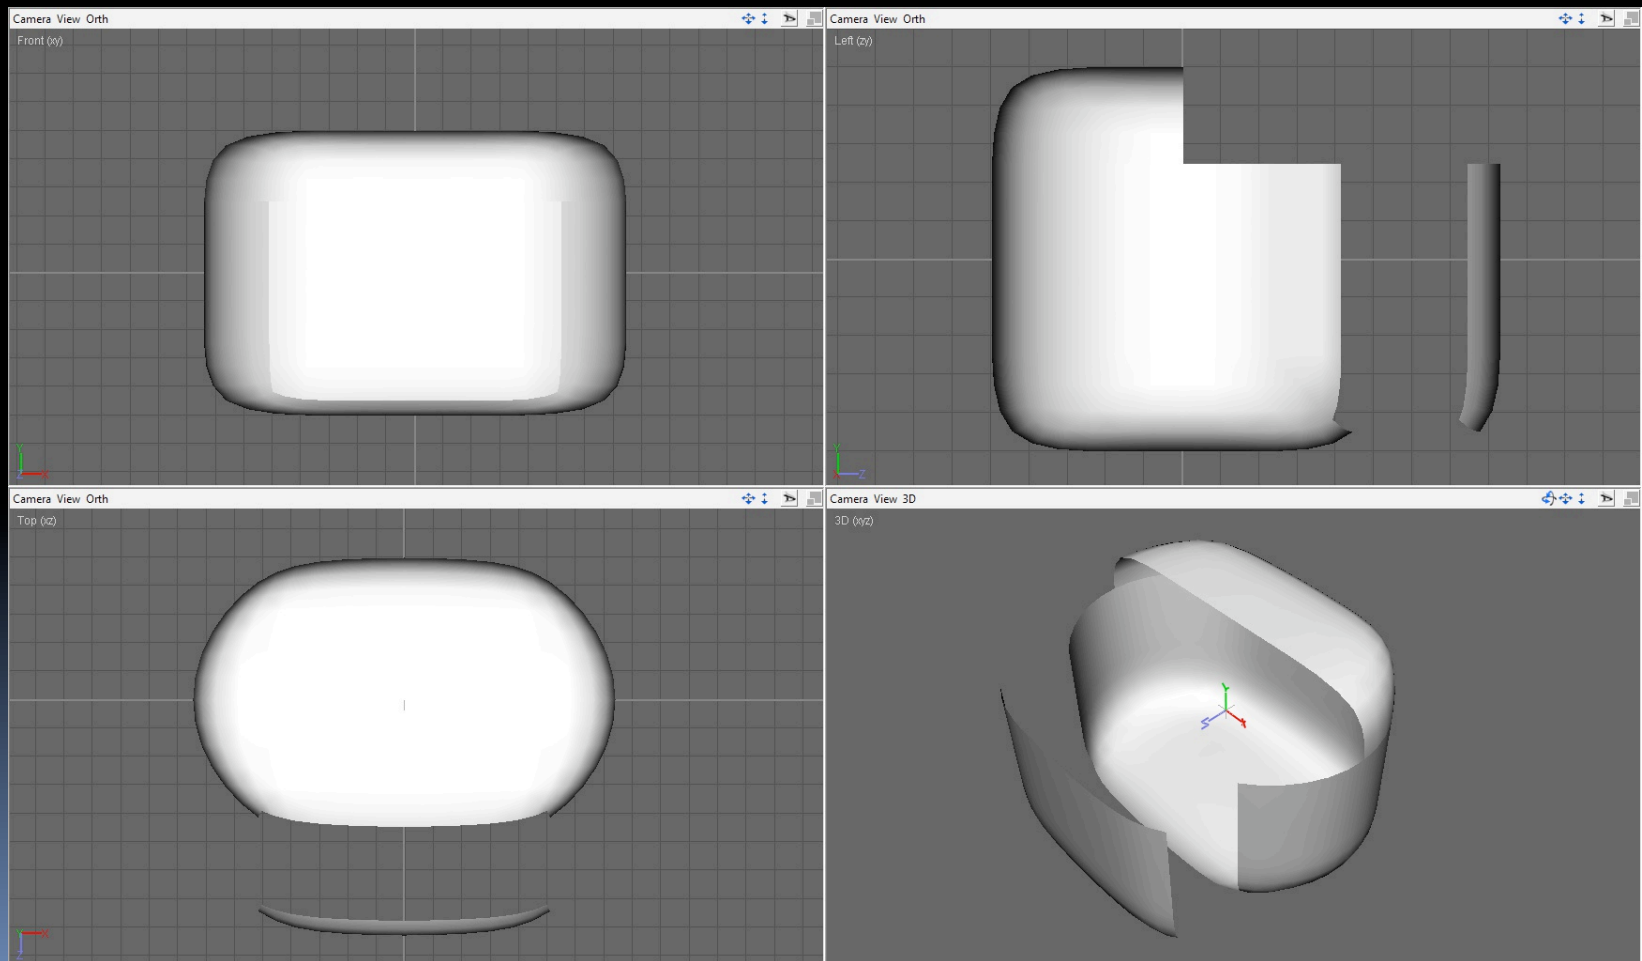 Camera View Orth
Camera View Orth
Front (xy)
Left (zy)
Y
Z X
Y
X Z
Camera View Orth
Camera View 3D
Top (xz)
3D (xyz)
Y
Z
X
Y X
Z